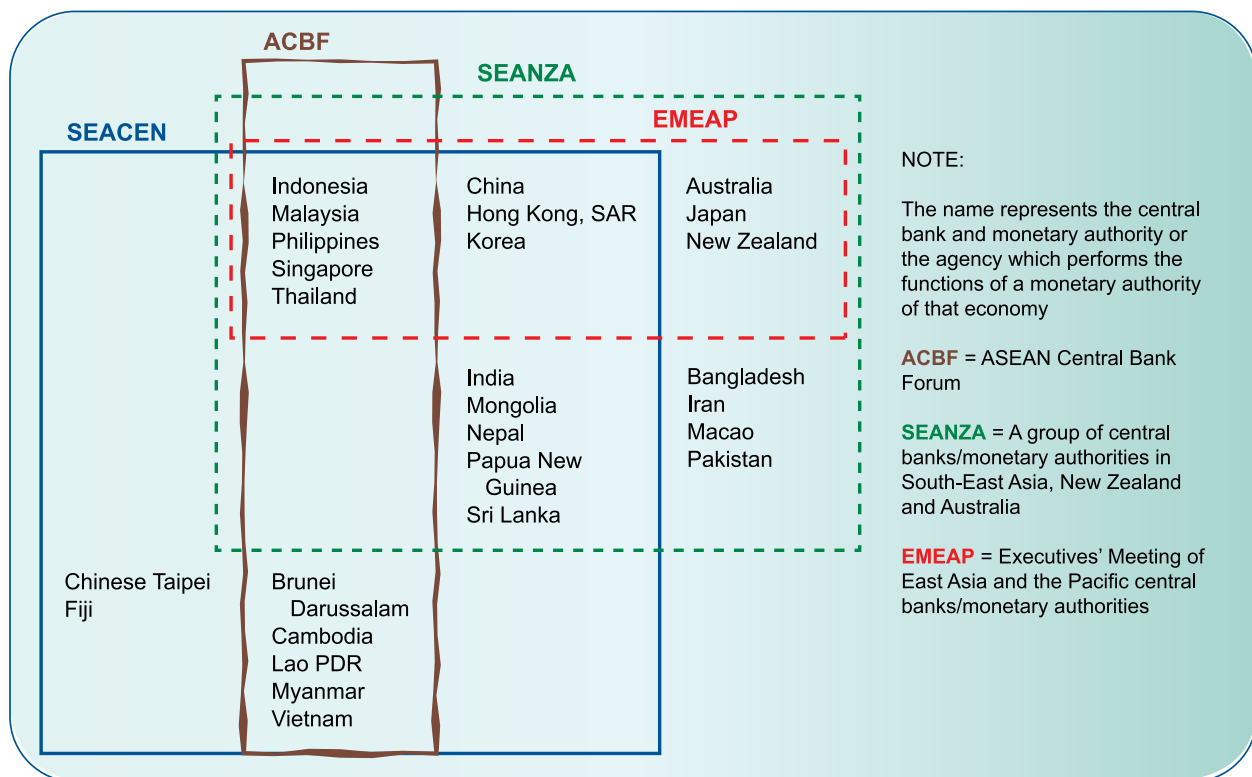 ACBF
SEANZA
EMEAP
SEACEN
Indonesia
Malaysia
Philippines
Singapore
Thailand
China
Hong Kong, SAR
Korea
Australia
Japan
New Zealand
India
Mongolia
Nepal
Papua New
Guinea
Sri Lanka
Bangladesh
Iran
Macao
Pakistan
Chinese Taipei
Fiji
Brunei
Darussalam
Cambodia
Lao PDR
Myanmar
Vietnam
NOTE:
The name represents the central
bank and monetary authority or
the agency which performs the
functions of a monetary authority
of that economy
ACBF = ASEAN Central Bank
Forum
SEANZA = A group of central
banks/monetary authorities in
South-East Asia, New Zealand
and Australia
EMEAP = Executives’ Meeting of
East Asia and the Pacific central
banks/monetary authorities